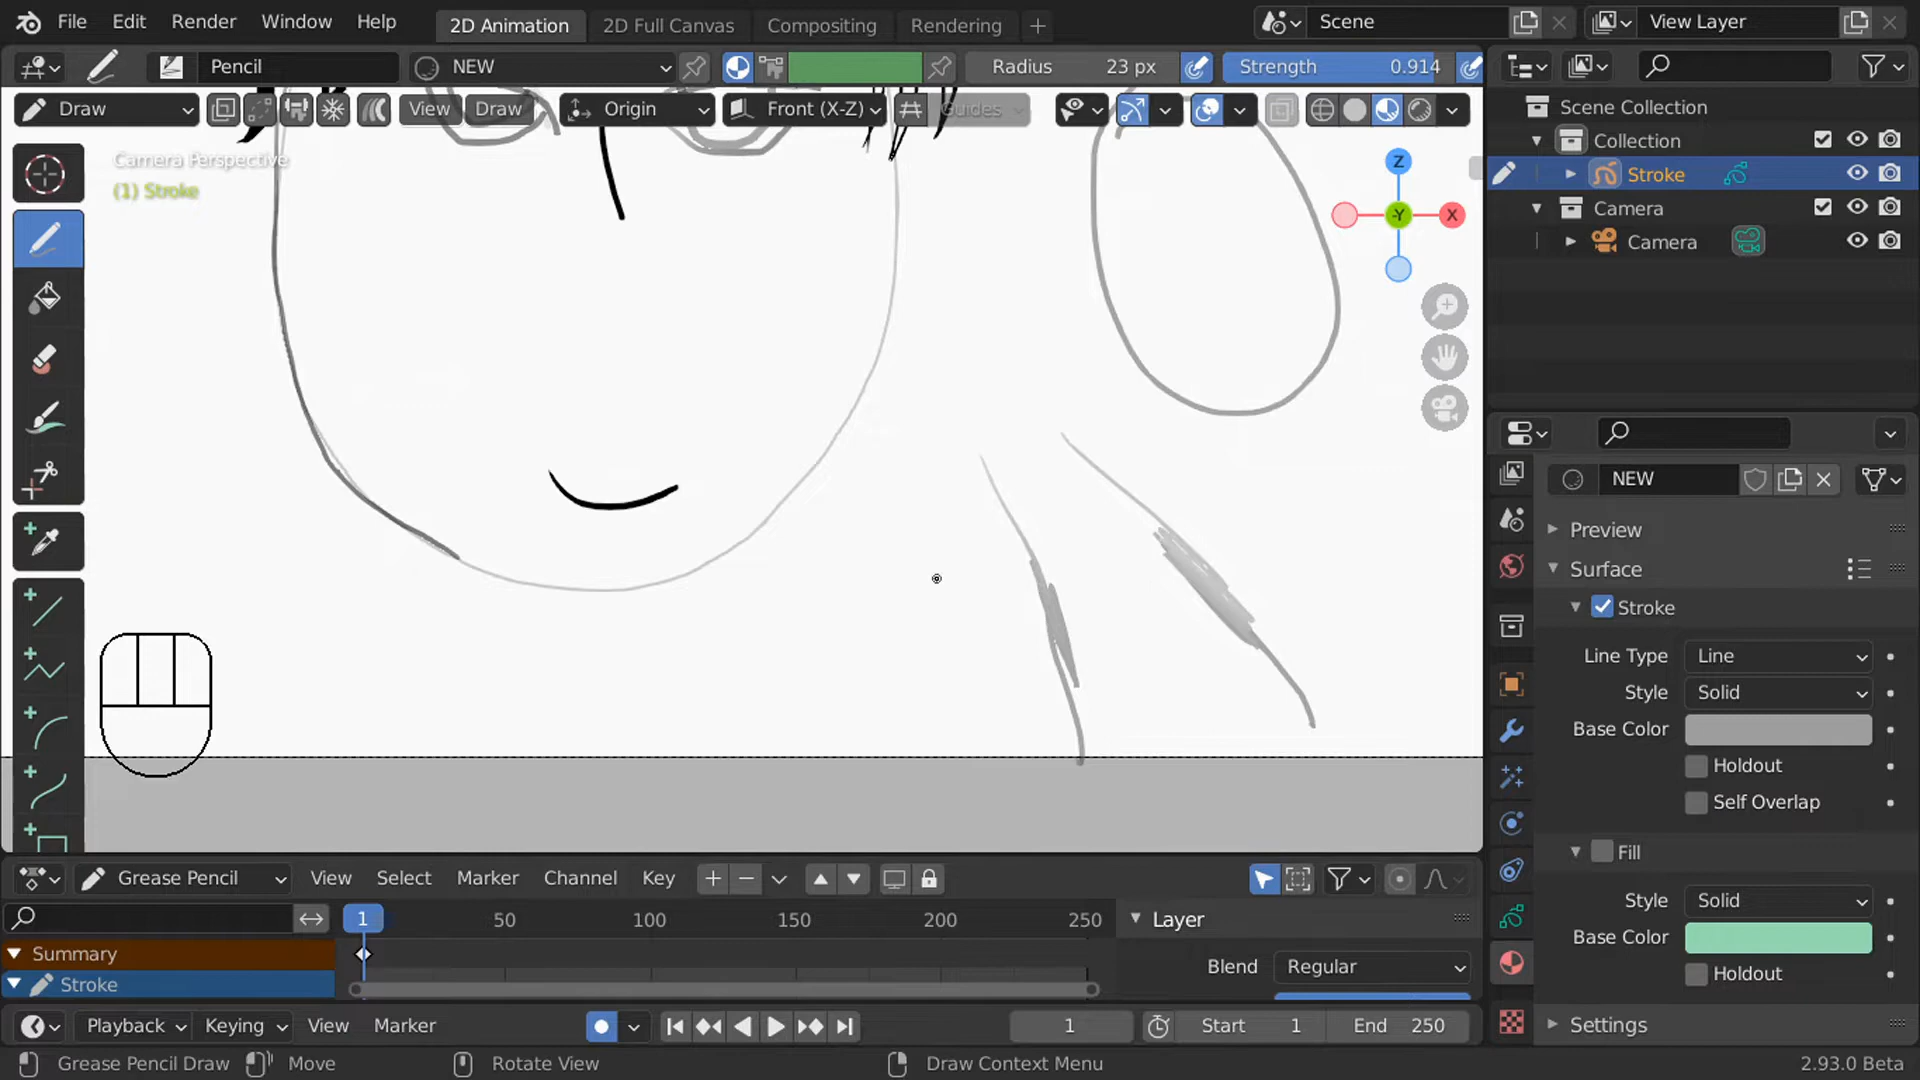 File Edit Render Window Help 2D Animation 2D Full Canvas Compositing Rendering + Scene View Layer
Pencil NEW Radius 23 px Strength 0.914
Draw View Draw Origin Front (X-Z) Guides
Camera Perspective
(1) Stroke
Z
-Y
X
Scene Collection
Collection
Stroke
Camera
Camera
NEW
Preview
Surface
Stroke
Line Type Line
Style Solid
Base Color
Holdout
Self Overlap
Fill
Style Solid
Base Color
Holdout
Settings
Grease Pencil View Select Marker Channel Key
1 50 100 150 200 250
Layer
Summary
Blend Regular
Stroke
Playback Keying View Marker 1 Start 1 End 250
Grease Pencil Draw Move Rotate View Draw Context Menu 2.93.0 Beta